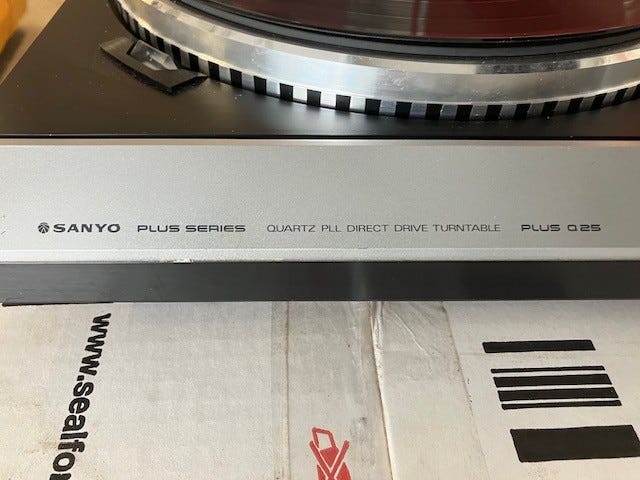 SANYO PLUS SERIES QUARTZ PLL DIRECT DRIVE TURNTABLE PLUS Q25
www.sealfor